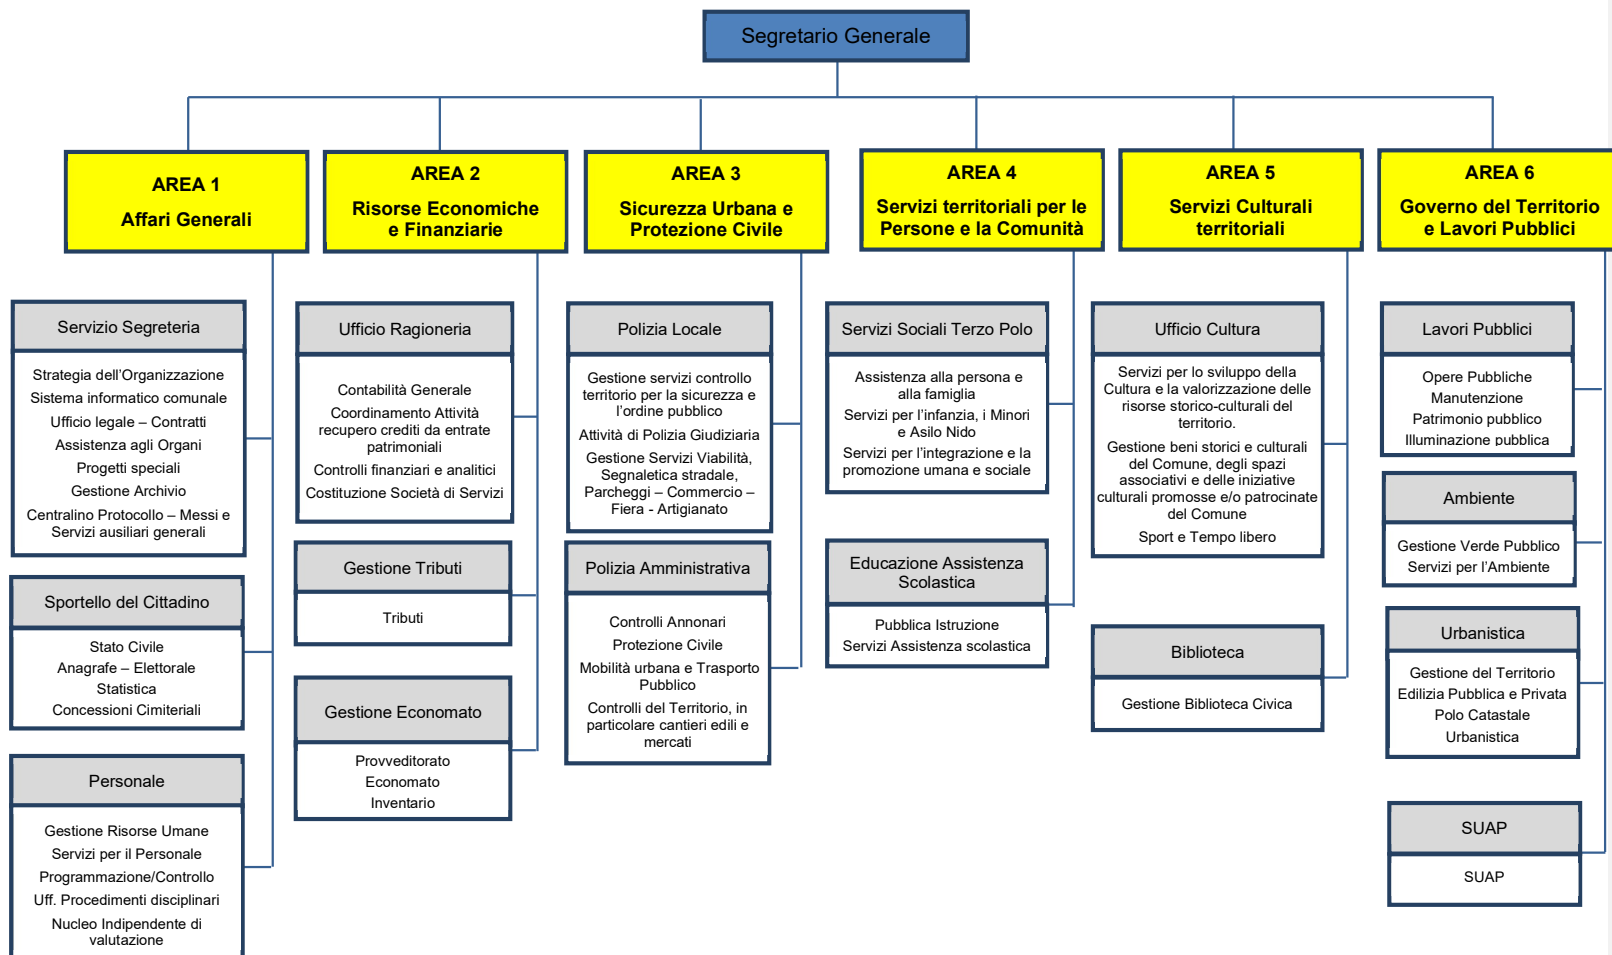 Segretario Generale
AREA 1
Affari Generali
AREA 2
Risorse Economiche
e Finanziarie
AREA 3
Sicurezza Urbana e
Protezione Civile
AREA 4
Servizi territoriali per le
Persone e la Comunità
AREA 5
Servizi Culturali
territoriali
AREA 6
Governo del Territorio
e Lavori Pubblici
Servizio Segreteria
Strategia dell’Organizzazione
Sistema informatico comunale
Ufficio legale – Contratti
Assistenza agli Organi
Progetti speciali
Gestione Archivio
Centralino Protocollo – Messi e
Servizi ausiliari generali
Sportello del Cittadino
Stato Civile
Anagrafe – Elettorale
Statistica
Concessioni Cimiteriali
Personale
Gestione Risorse Umane
Servizi per il Personale
Programmazione/Controllo
Uff. Procedimenti disciplinari
Nucleo Indipendente di
valutazione
Ufficio Ragioneria
Contabilità Generale
Coordinamento Attività
recupero crediti da entrate
patrimoniali
Controlli finanziari e analitici
Costituzione Società di Servizi
Gestione Tributi
Tributi
Gestione Economato
Provveditorato
Economato
Inventario
Polizia Locale
Gestione servizi controllo
territorio per la sicurezza e
l’ordine pubblico
Attività di Polizia Giudiziaria
Gestione Servizi Viabilità,
Segnaletica stradale,
Parcheggi – Commercio –
Fiera - Artigianato
Polizia Amministrativa
Controlli Annonari
Protezione Civile
Mobilità urbana e Trasporto
Pubblico
Controlli del Territorio, in
particolare cantieri edili e
mercati
Servizi Sociali Terzo Polo
Assistenza alla persona e
alla famiglia
Servizi per l’infanzia, i Minori
e Asilo Nido
Servizi per l’integrazione e la
promozione umana e sociale
Educazione Assistenza
Scolastica
Pubblica Istruzione
Servizi Assistenza scolastica
Ufficio Cultura
Servizi per lo sviluppo della
Cultura e la valorizzazione delle
risorse storico-culturali del
territorio.
Gestione beni storici e culturali
del Comune, degli spazi
associativi e delle iniziative
culturali promosse e/o patrocinate
del Comune
Sport e Tempo libero
Biblioteca
Gestione Biblioteca Civica
Lavori Pubblici
Opere Pubbliche
Manutenzione
Patrimonio pubblico
Illuminazione pubblica
Ambiente
Gestione Verde Pubblico
Servizi per l’Ambiente
Urbanistica
Gestione del Territorio
Edilizia Pubblica e Privata
Polo Catastale
Urbanistica
SUAP
SUAP